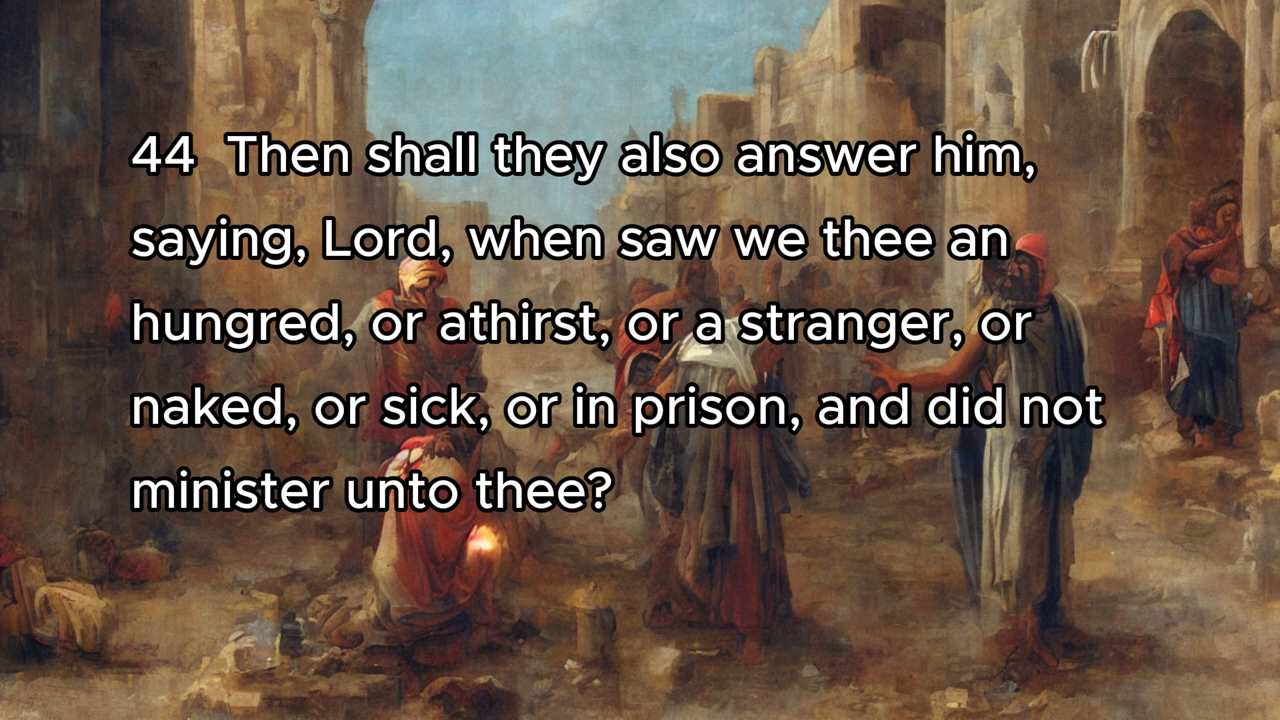 44  Then shall they also answer him,
saying, Lord, when saw we thee an
hungred, or athirst, or a stranger, or
naked, or sick, or in prison, and did not
minister unto thee?